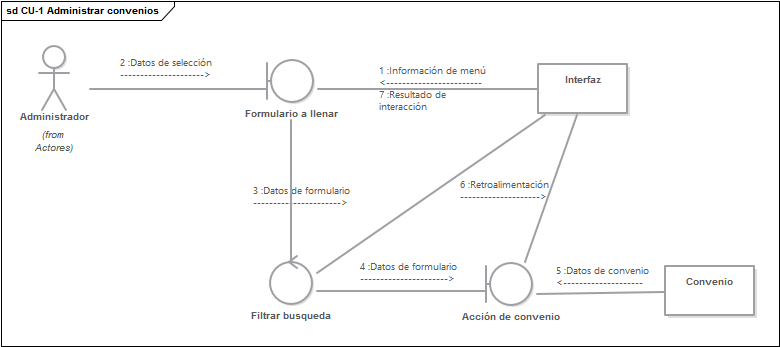 sd CU-1 Administrar convenios
2 :Datos de selección
---------------------->
1 :Información de menú
<------------------------
7 :Resultado de
interacción
Interfaz
Administrador
(from
Actores)
Formulario a llenar
3 :Datos de formulario
---------------------->
6 :Retroalimentación
-------------------->
4 :Datos de formulario
---------------------->
5 :Datos de convenio
<--------------------
Convenio
Filtrar busqueda
Acción de convenio